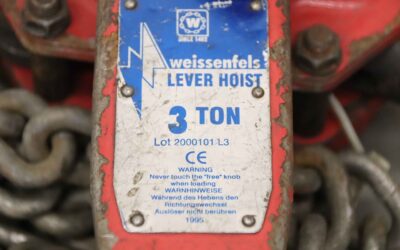 W
SINCE 1482
weissenfels
LEVER HOIST
3 TON
Lot 2000101/L3
CE
WARNING
Never touch the "free" knob
when loading
WARNHINWEISE
Während des Hebens den
Richtungswechsel
Auslöser nicht berühren
1995